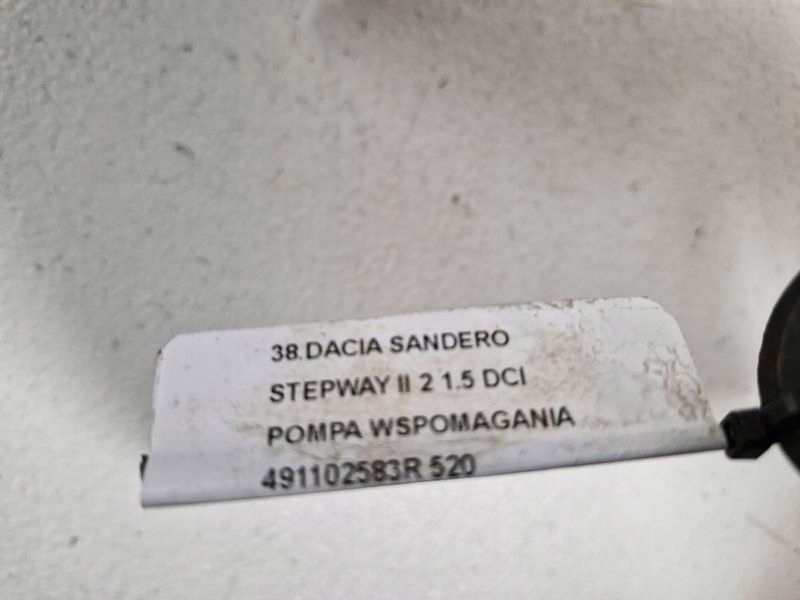 38.DACIA SANDERO
STEPWAY II 2 1.5 DCI
POMPA WSPOMAGANIA
491102583R 520